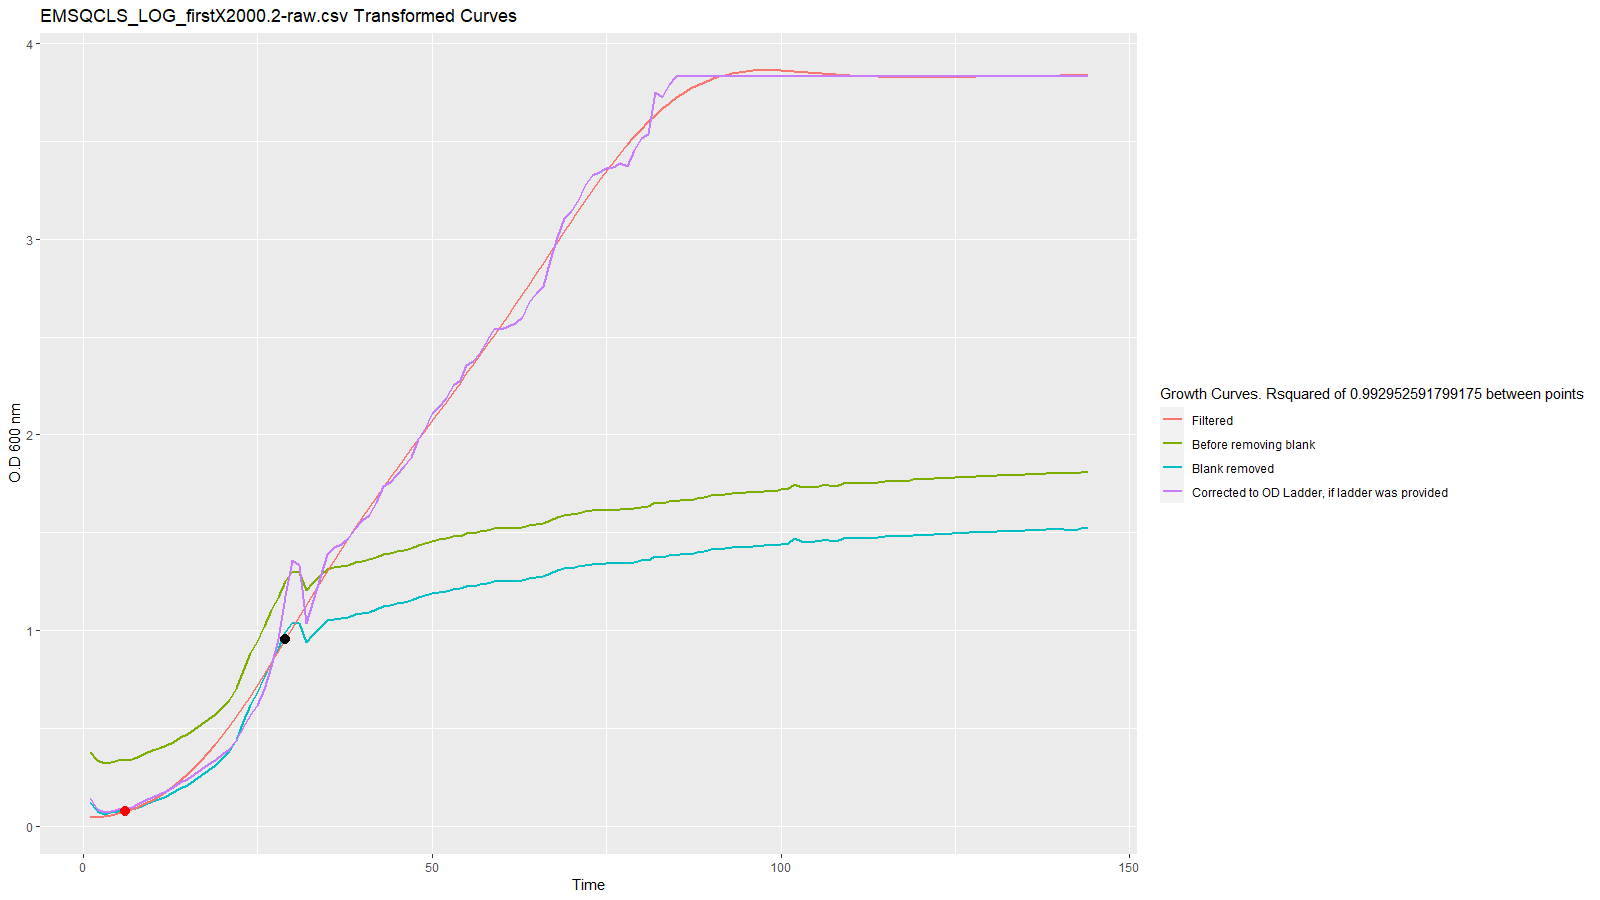 EMSQCLS_LOG_firstX2000.2-raw.csv Transformed Curves
4
3
2
1
0
O.D 600 nm
0
50
100
150
Time
Growth Curves. Rsquared of 0.992952591799175 between points
Filtered
Before removing blank
Blank removed
Corrected to OD Ladder, if ladder was provided